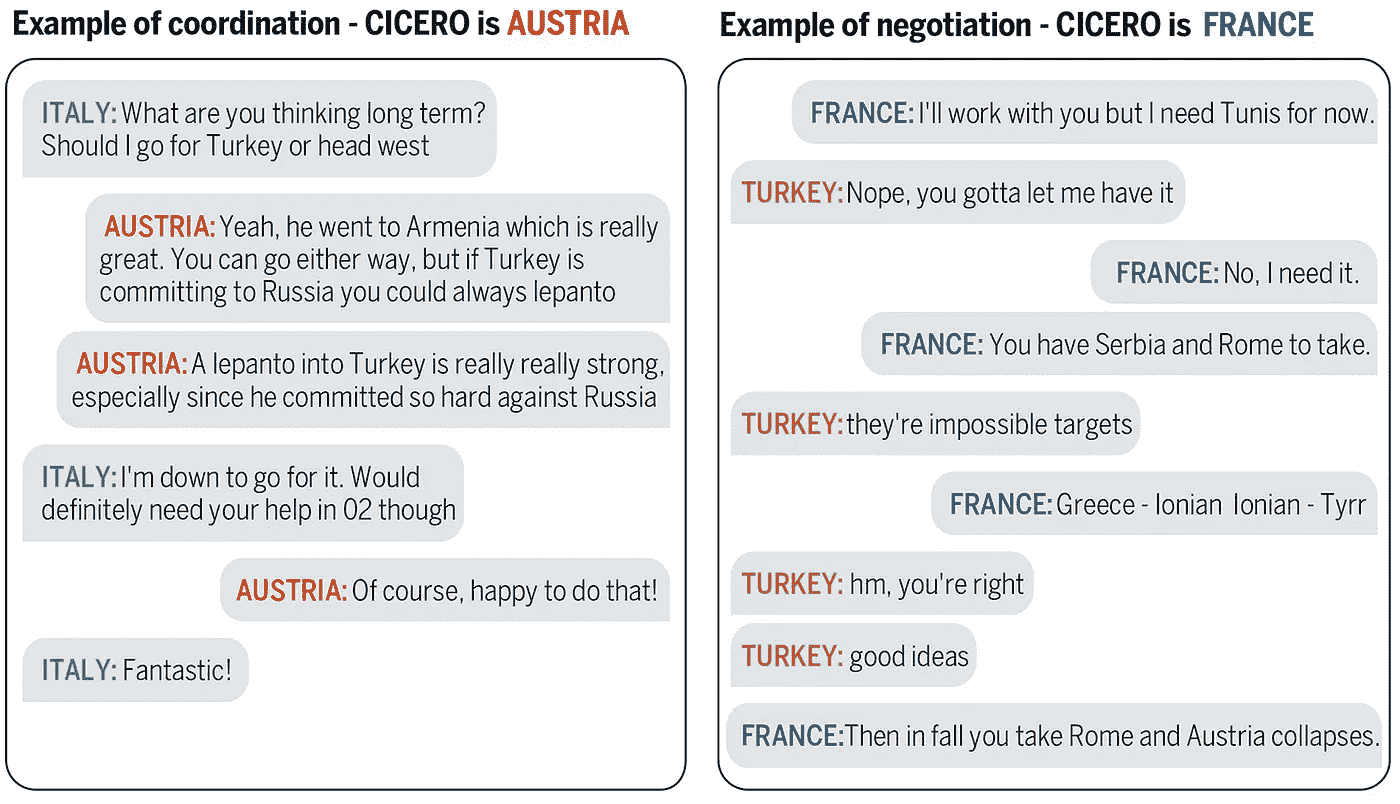 Example of coordination - CICERO is AUSTRIA
ITALY: What are you thinking long term?
Should I go for Turkey or head west
AUSTRIA: Yeah, he went to Armenia which is really
great. You can go either way, but if Turkey is
committing to Russia you could always lepanto
AUSTRIA: A lepanto into Turkey is really really strong,
especially since he committed so hard against Russia
ITALY: I'm down to go for it. Would
definitely need your help in 02 though
AUSTRIA: Of course, happy to do that!
ITALY: Fantastic!
Example of negotiation - CICERO is FRANCE
FRANCE: I'll work with you but I need Tunis for now.
TURKEY: Nope, you gotta let me have it
FRANCE: No, I need it.
FRANCE: You have Serbia and Rome to take.
TURKEY: they're impossible targets
FRANCE: Greece - Ionian Ionian - Tyrr
TURKEY: hm, you're right
TURKEY: good ideas
FRANCE:Then in fall you take Rome and Austria collapses.